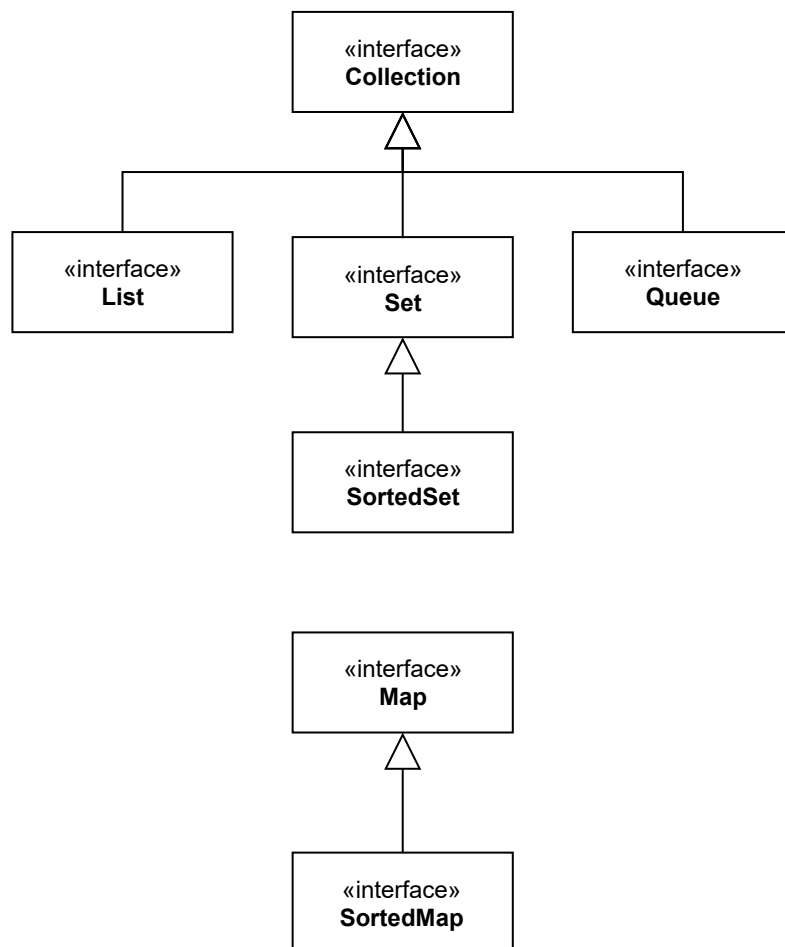 «interface»
Collection
«interface»
List
«interface»
Set
«interface»
Queue
«interface»
SortedSet
«interface»
Map
«interface»
SortedMap